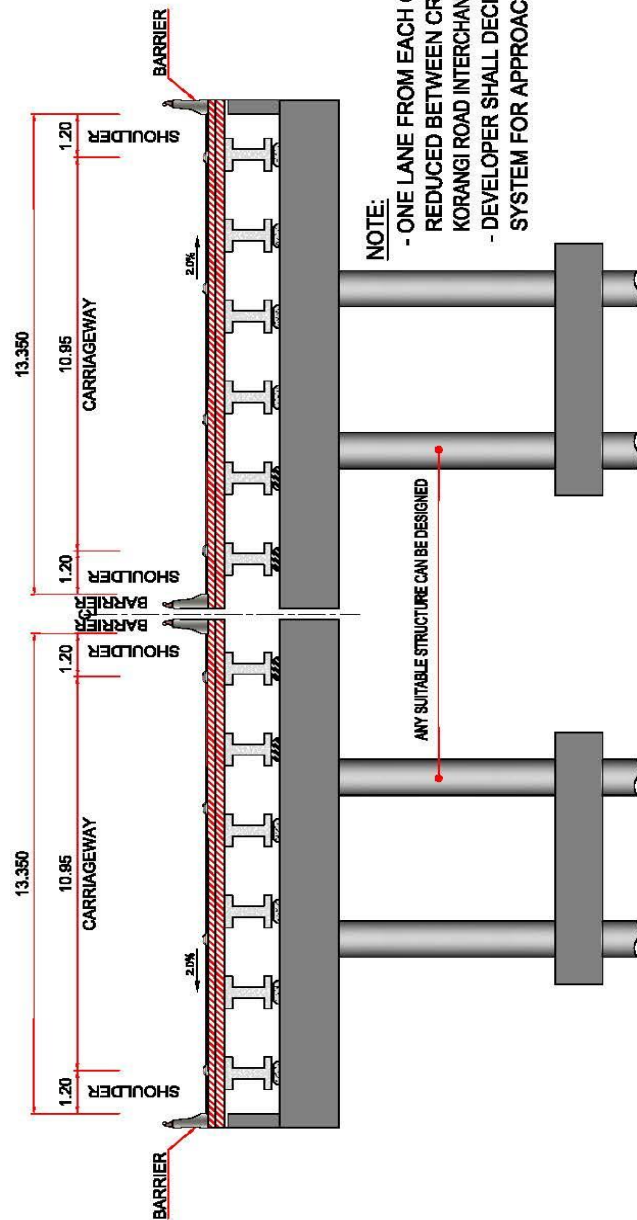 13.350
13.350
1.20
10.95
1.20
1.20
10.95
1.20
CARRIAGEWAY
CARRIAGEWAY
SHOULDER
SHOULDER
BARRIER
BARRIER
SHOULDER
SHOULDER
BARRIER
BARRIER
2.0%
2.0%
ANY SUITABLE STRUCTURE CAN BE DESIGNED
NOTE:
- ONE LANE FROM EACH
REDUCED BETWEEN CR
KORANGI ROAD INTERCHAN
- DEVELOPER SHALL DECI
SYSTEM FOR APPROAC